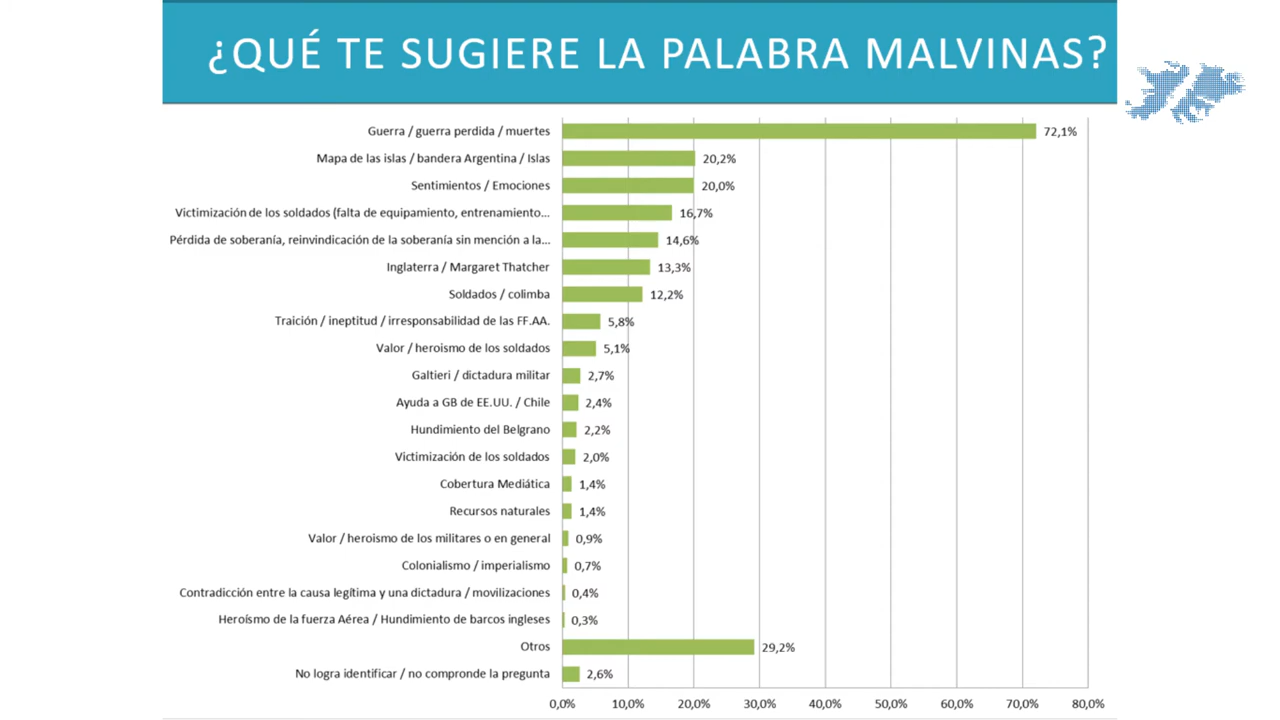 ¿QUÉ TE SUGIERE LA PALABRA MALVINAS?
Guerra / guerra perdida / muertes 72,1%
Mapa de las islas / bandera Argentina / Islas 20,2%
Sentimientos / Emociones 20,0%
Victimización de los soldados (falta de equipamiento, entrenamiento... 16,7%
Pérdida de soberanía, reinvindicación de la soberanía sin mención a la... 14,6%
Inglaterra / Margaret Thatcher 13,3%
Soldados / colimba 12,2%
Traición / ineptitud / irresponsabilidad de las FF.AA. 5,8%
Valor / heroismo de los soldados 5,1%
Galtieri / dictadura militar 2,7%
Ayuda a GB de EE.UU. / Chile 2,4%
Hundimiento del Belgrano 2,2%
Victimización de los soldados 2,0%
Cobertura Mediática 1,4%
Recursos naturales 1,4%
Valor / heroismo de los militares o en general 0,9%
Colonialismo / imperialismo 0,7%
Contradicción entre la causa legítima y una dictadura / movilizaciones 0,4%
Heroísmo de la fuerza Aérea / Hundimiento de barcos ingleses 0,3%
Otros 29,2%
No logra identificar / no compronde la pregunta 2,6%
0,0% 10,0% 20,0% 30,0% 40,0% 50,0% 60,0% 70,0% 80,0%